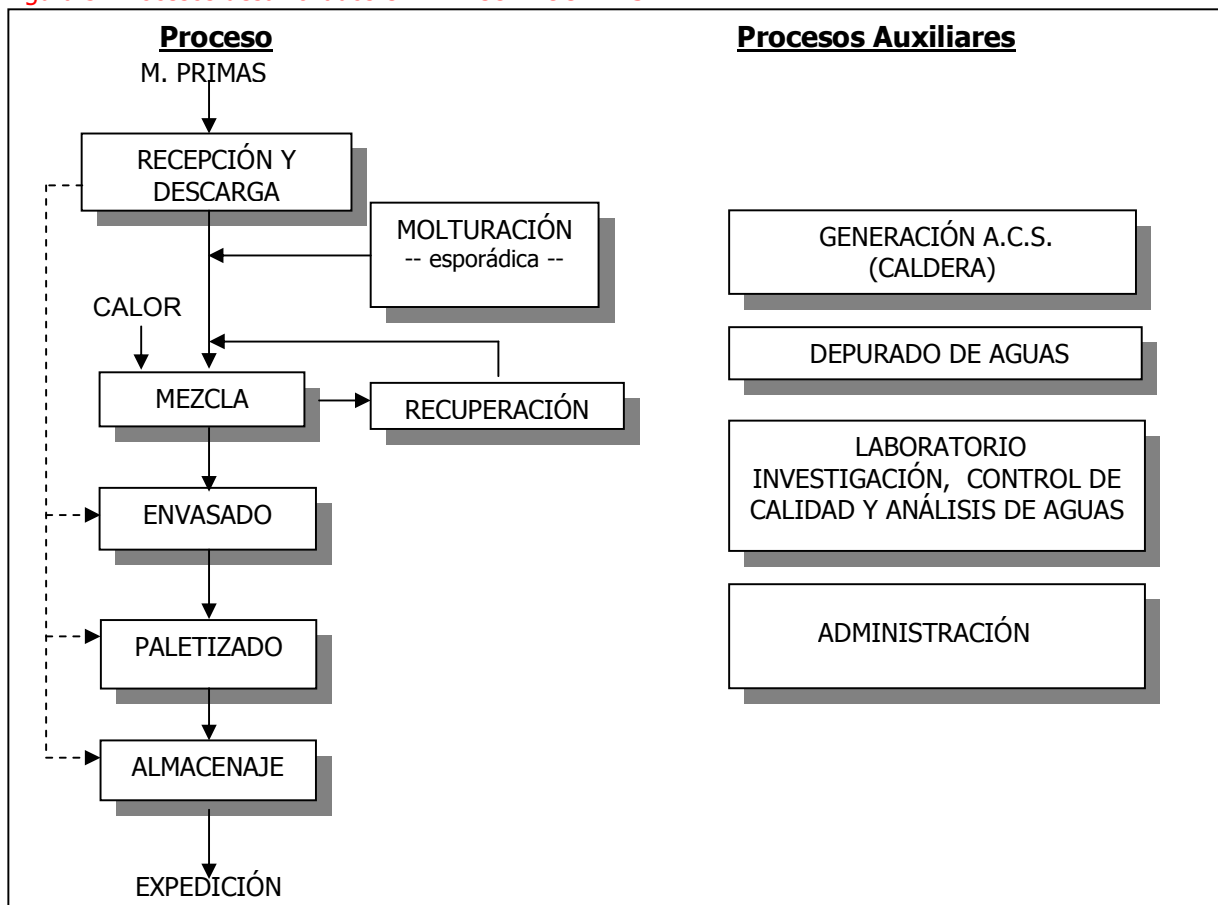 Proceso
M. PRIMAS
RECEPCIÓN Y
DESCARGA
MOLTURACIÓN
-- esporádica --
CALOR
MEZCLA
RECUPERACIÓN
ENVASADO
PALETIZADO
ALMACENAJE
EXPEDICIÓN
Procesos Auxiliares
GENERACIÓN A.C.S.
(CALDERA)
DEPURADO DE AGUAS
LABORATORIO
INVESTIGACIÓN, CONTROL DE
CALIDAD Y ANÁLISIS DE AGUAS
ADMINISTRACIÓN